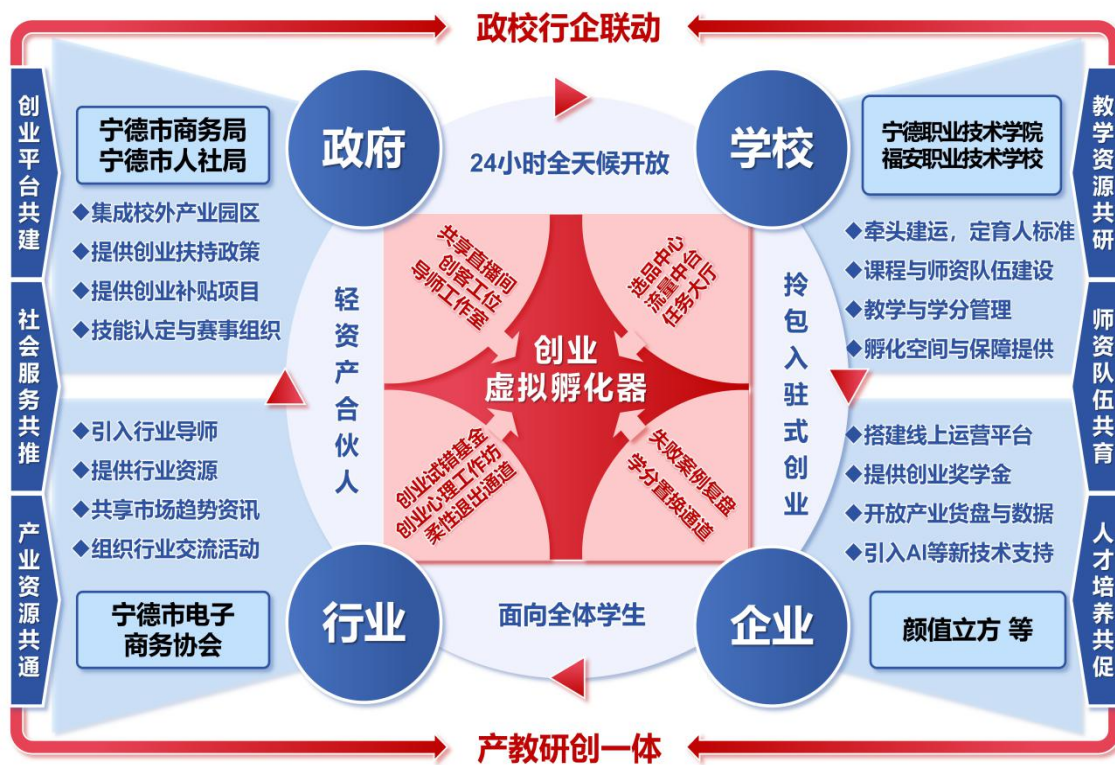 政校行企联动
创业平台共建
社会服务共推
产业资源共通
宁德市商务局
宁德市人社局
政府
◆集成校外产业园区
◆提供创业扶持政策
◆提供创业补贴项目
◆技能认定与赛事组织
24小时全天候开放
学校
宁德职业技术学院
福安职业技术学校
◆牵头建运，定育人标准
◆课程与师资队伍建设
◆教学与学分管理
◆孵化空间与保障提供
教学资源共研
师资队伍共育
人才培养共促
轻资产合伙人
共享直播间
创客工位
导师工作室
选品中心
流量中台
任务大厅
创业
虚拟孵化器
创业试错基金
创业心理工作坊
柔性退出通道
失败案例复盘
学分置换通道
拎包入驻式创业
◆引入行业导师
◆提供行业资源
◆共享市场趋势资讯
◆组织行业交流活动
宁德市电子
商务协会
行业
面向全体学生
企业
◆搭建线上运营平台
◆提供创业奖学金
◆开放产业货盘与数据
◆引入AI等新技术支持
颜值立方 等
产教研创一体